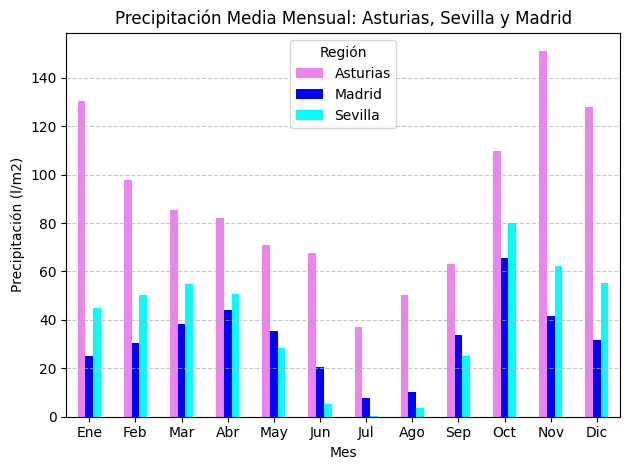 Precipitación Media Mensual: Asturias, Sevilla y Madrid
Región
Asturias
Madrid
Sevilla
Precipitación (l/m2)
140
120
100
80
60
40
20
0
Ene Feb Mar Abr May Jun Jul Ago Sep Oct Nov Dic
Mes